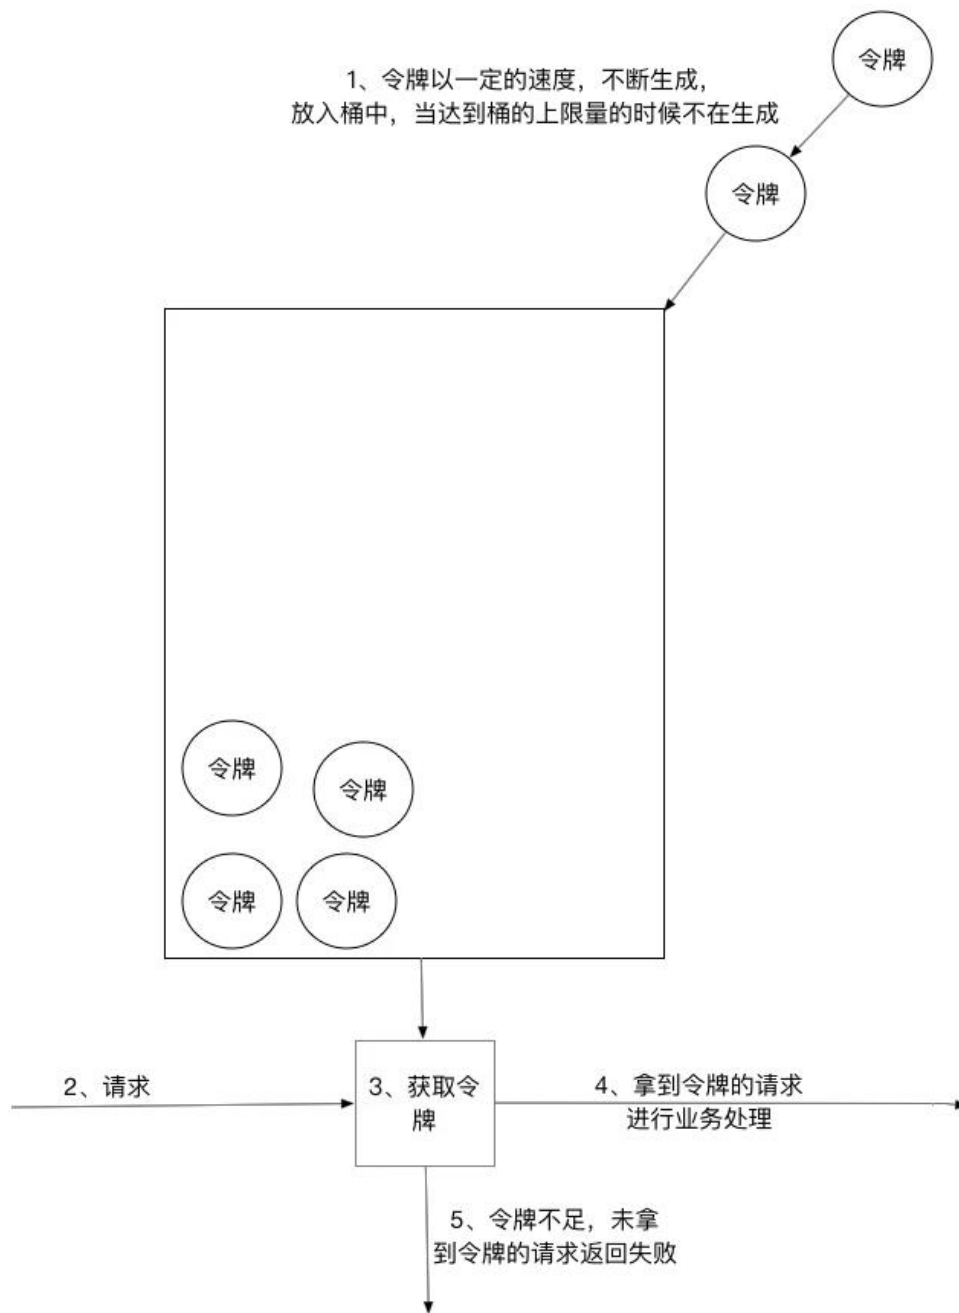 令牌
1、令牌以一定的速度，不断生成，
放入桶中，当达到桶的上限量的时候不在生成
令牌
令牌
令牌
令牌
令牌
2、请求
3、获取令
牌
4、拿到令牌的请求
进行业务处理
5、令牌不足，未拿
到令牌的请求返回失败